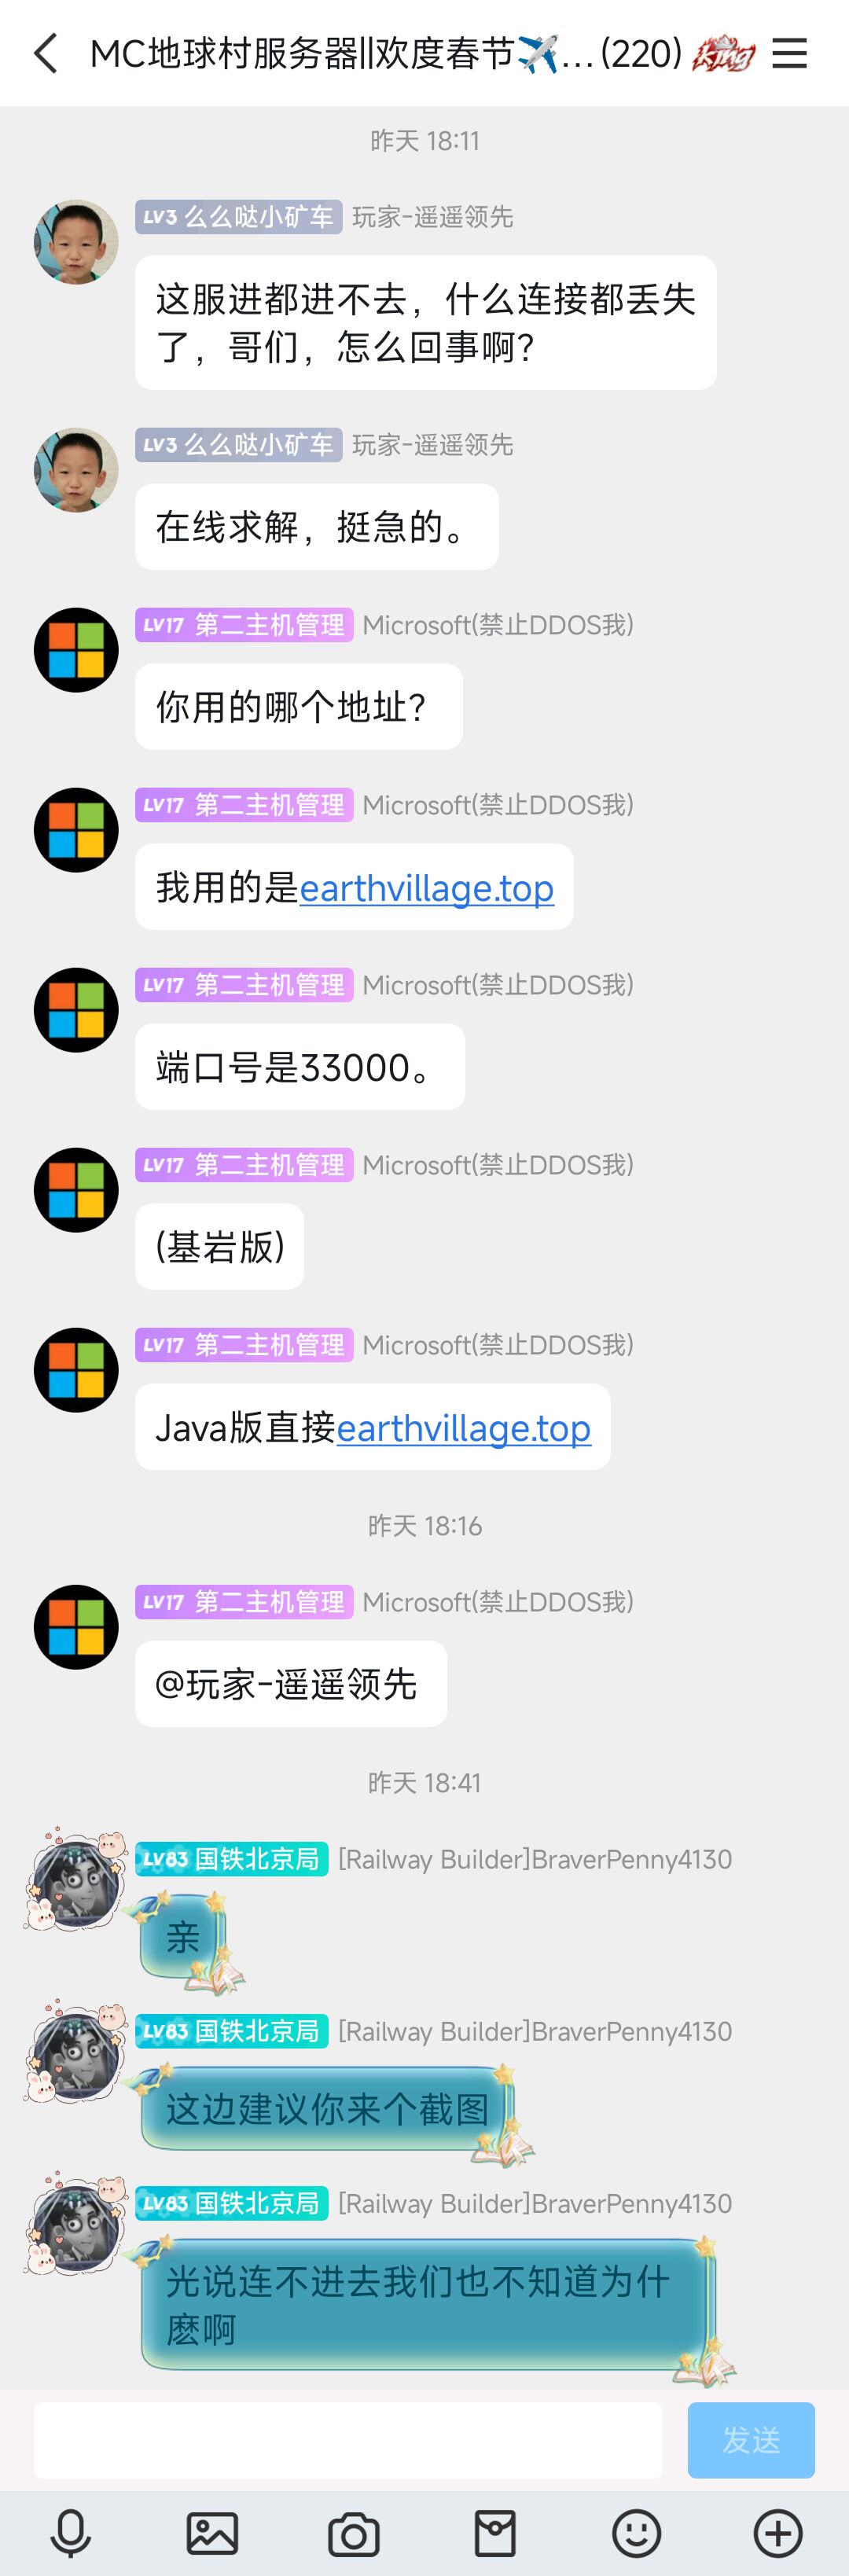 MC地球村服务器||欢度春节✈️...(220)
昨天 18:11
LV3 么么哒小矿车 玩家-遥遥领先
这服进都进不去，什么连接都丢失
了，哥们，怎么回事啊？
LV3 么么哒小矿车 玩家-遥遥领先
在线求解，挺急的。
LV17 第二主机管理 Microsoft(禁止DDOS我)
你用的哪个地址？
LV17 第二主机管理 Microsoft(禁止DDOS我)
我用的是earthvillage.top
LV17 第二主机管理 Microsoft(禁止DDOS我)
端口号是33000。
LV17 第二主机管理 Microsoft(禁止DDOS我)
(基岩版)
LV17 第二主机管理 Microsoft(禁止DDOS我)
Java版直接earthvillage.top
昨天 18:16
LV17 第二主机管理 Microsoft(禁止DDOS我)
@玩家-遥遥领先
昨天 18:41
LV83 国铁北京局 [Railway Builder]BraverPenny4130
亲
LV83 国铁北京局 [Railway Builder]BraverPenny4130
这边建议你来个截图
LV83 国铁北京局 [Railway Builder]BraverPenny4130
光说连不进去我们也不知道为什
麽啊
发送